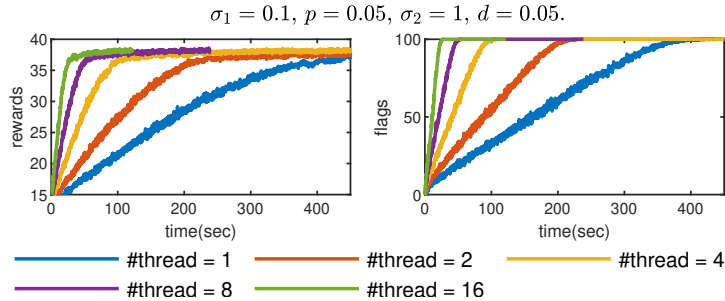 σ₁ = 0.1, p = 0.05, σ₂ = 1, d = 0.05.
40
35
30
25
20
15
rewards
0 100 200 300 400
time(sec)
100
50
0
flags
0 100 200 300 400
time(sec)
#thread = 1 #thread = 2 #thread = 4
#thread = 8 #thread = 16